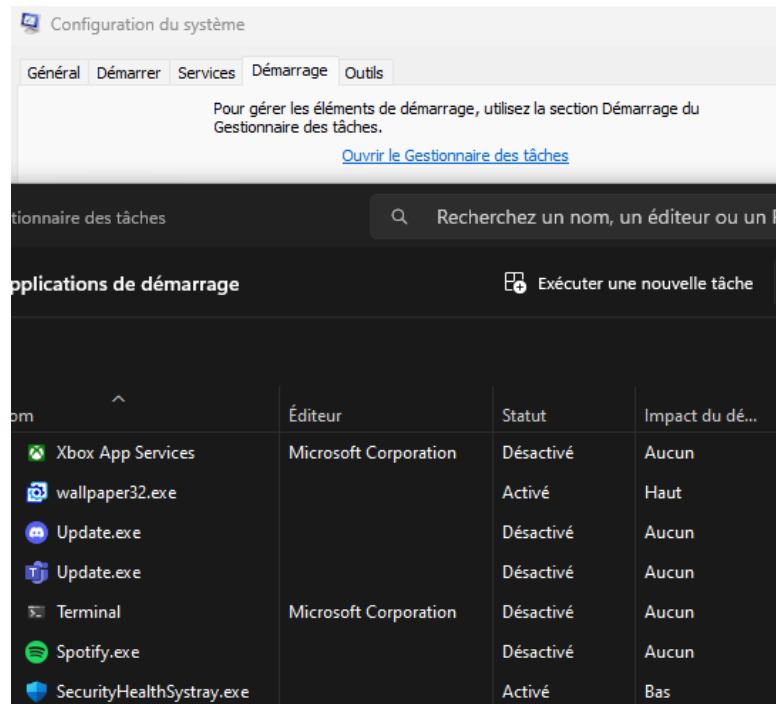 Configuration du système
Général Démarrer Services Démarrage Outils
Pour gérer les éléments de démarrage, utilisez la section Démarrage du
Gestionnaire des tâches.
Ouvrir le Gestionnaire des tâches
tionnaire des tâches Recherchez un nom, un éditeur ou un
pplications de démarrage Exécuter une nouvelle tâche
om Éditeur Statut Impact du dé...
Xbox App Services Microsoft Corporation Désactivé Aucun
wallpaper32.exe Activé Haut
Update.exe Désactivé Aucun
Update.exe Désactivé Aucun
Terminal Microsoft Corporation Désactivé Aucun
Spotify.exe Désactivé Aucun
SecurityHealthSystray.exe Activé Bas